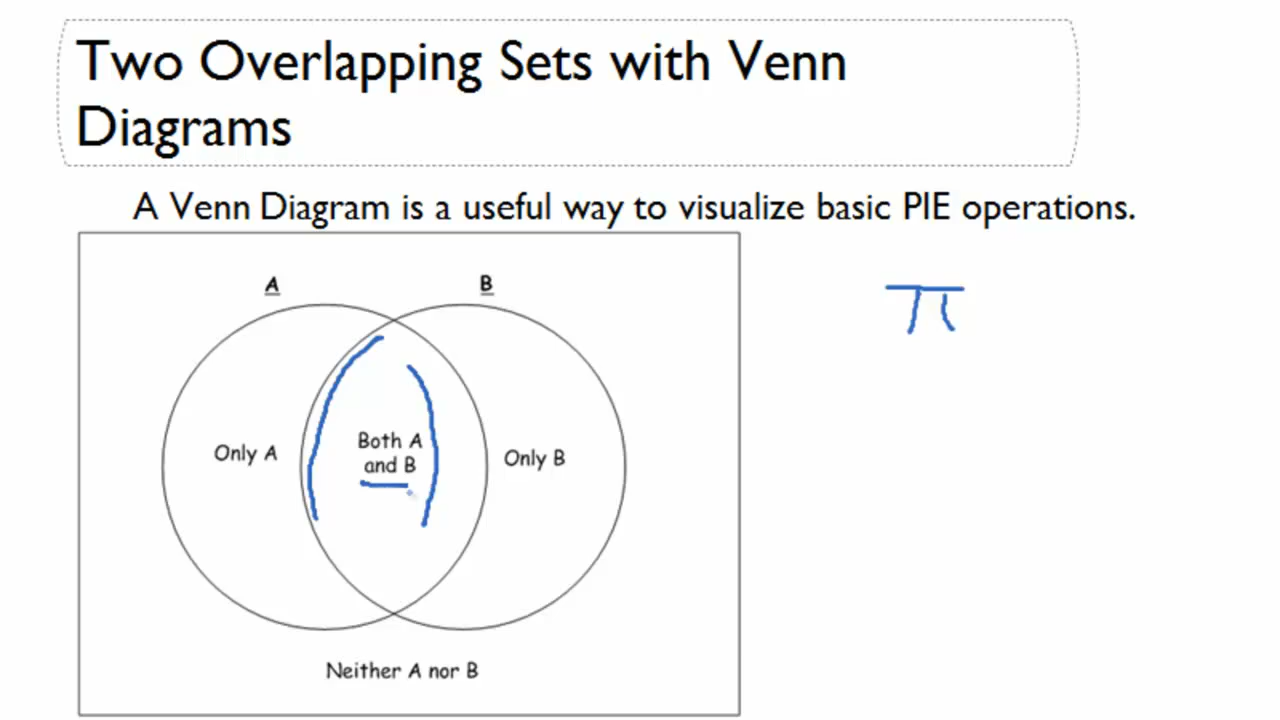 Two Overlapping Sets with Venn
Diagrams
A Venn Diagram is a useful way to visualize basic PIE operations.
A
B
π
Only A
Both A
and B
Only B
Neither A nor B